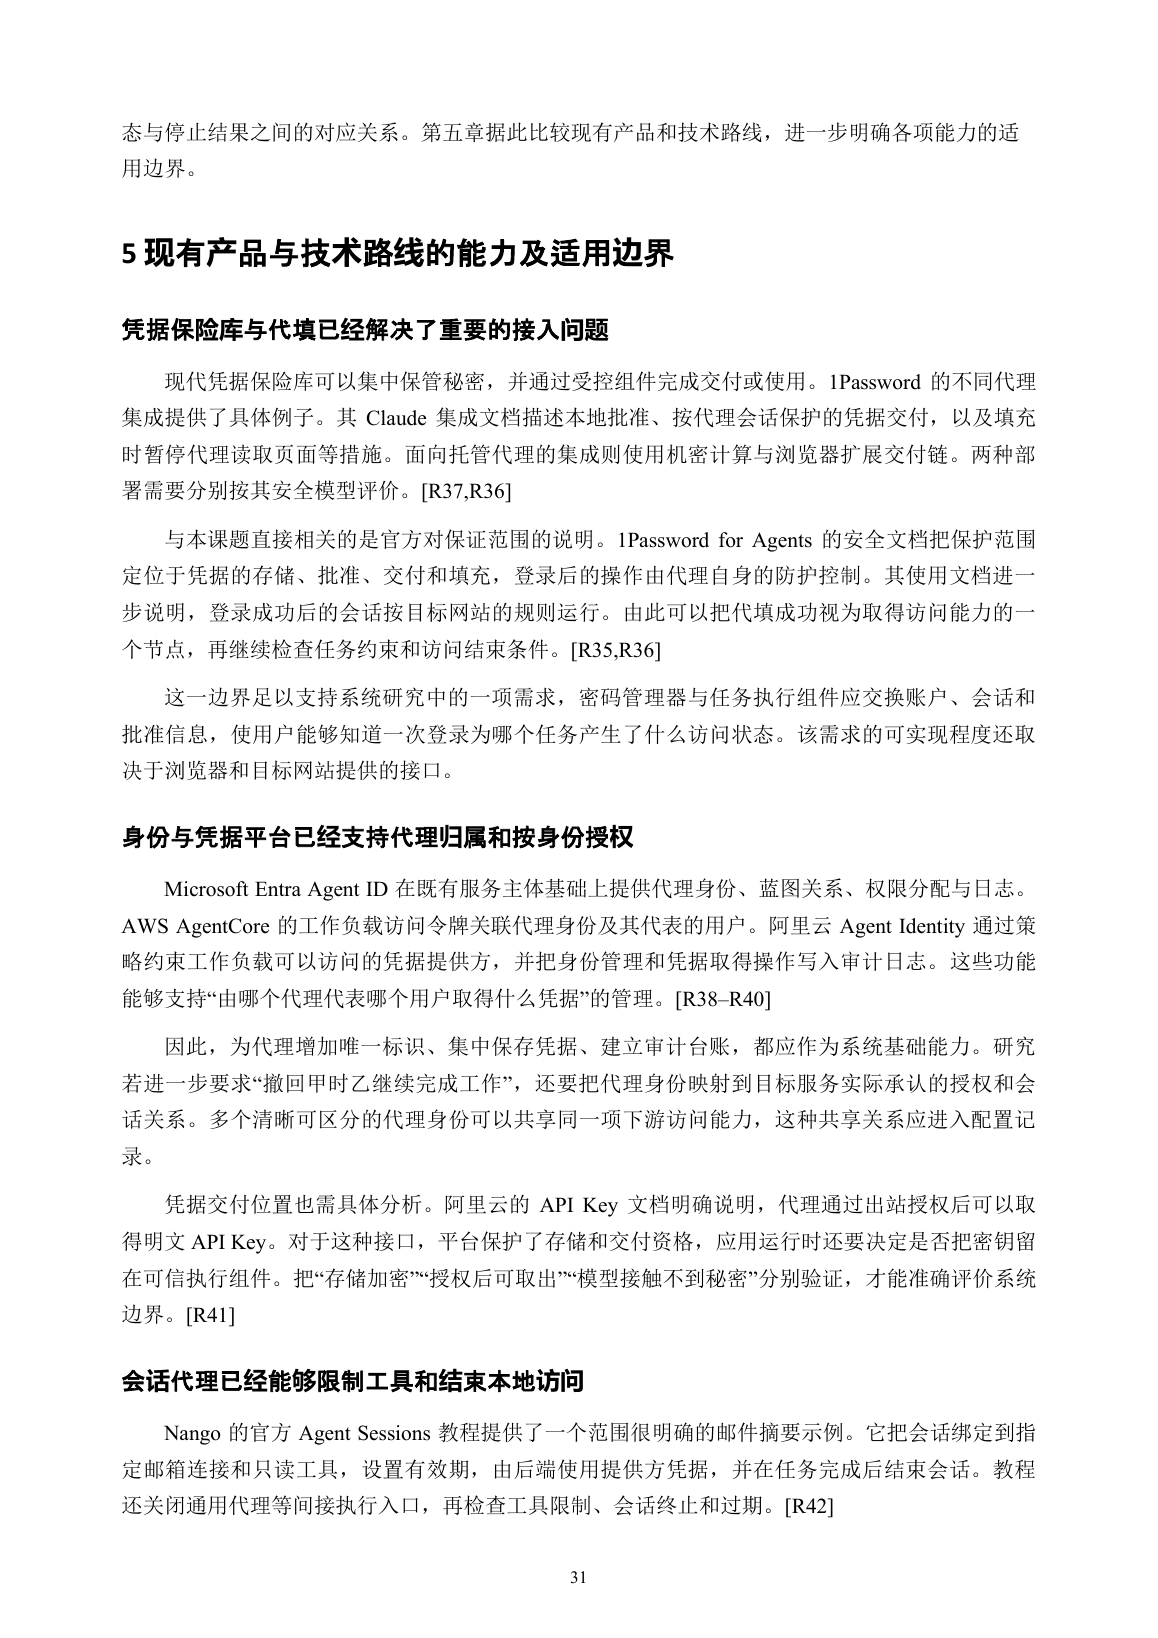 态与停止结果之间的对应关系。第五章据此比较现有产品和技术路线，进一步明确各项能力的适
用边界。
5 现有产品与技术路线的能力及适用边界
凭据保险库与代填已经解决了重要的接入问题
现代凭据保险库可以集中保管秘密，并通过受控组件完成交付或使用。1Password 的不同代理
集成提供了具体例子。其 Claude 集成文档描述本地批准、按代理会话保护的凭据交付，以及填充
时暂停代理读取页面等措施。面向托管代理的集成则使用机密计算与浏览器扩展交付链。两种部
署需要分别按其安全模型评价。[R37,R36]
与本课题直接相关的是官方对保证范围的说明。1Password for Agents 的安全文档把保护范围
定位于凭据的存储、批准、交付和填充，登录后的操作由代理自身的防护控制。其使用文档进一
步说明，登录成功后的会话按目标网站的规则运行。由此可以把代填成功视为取得访问能力的一
个节点，再继续检查任务约束和访问结束条件。[R35,R36]
这一边界足以支持系统研究中的一项需求，密码管理器与任务执行组件应交换账户、会话和
批准信息，使用户能够知道一次登录为哪个任务产生了什么访问状态。该需求的可实现程度还取
决于浏览器和目标网站提供的接口。
身份与凭据平台已经支持代理归属和按身份授权
Microsoft Entra Agent ID 在既有服务主体基础上提供代理身份、蓝图关系、权限分配与日志。
AWS AgentCore 的工作负载访问令牌关联代理身份及其代表的用户。阿里云 Agent Identity 通过策
略约束工作负载可以访问的凭据提供方，并把身份管理和凭据取得操作写入审计日志。这些功能
能够支持“由哪个代理代表哪个用户取得什么凭据”的管理。[R38–R40]
因此，为代理增加唯一标识、集中保存凭据、建立审计台账，都应作为系统基础能力。研究
若进一步要求“撤回甲时乙继续完成工作”，还要把代理身份映射到目标服务实际承认的授权和会
话关系。多个清晰可区分的代理身份可以共享同一项下游访问能力，这种共享关系应进入配置记
录。
凭据交付位置也需具体分析。阿里云的 API Key 文档明确说明，代理通过出站授权后可以取
得明文 API Key。对于这种接口，平台保护了存储和交付资格，应用运行时还要决定是否把密钥留
在可信执行组件。把“存储加密”“授权后可取出”“模型接触不到秘密”分别验证，才能准确评价系统
边界。[R41]
会话代理已经能够限制工具和结束本地访问
Nango 的官方 Agent Sessions 教程提供了一个范围很明确的邮件摘要示例。它把会话绑定到指
定邮箱连接和只读工具，设置有效期，由后端使用提供方凭据，并在任务完成后结束会话。教程
还关闭通用代理等间接执行入口，再检查工具限制、会话终止和过期。[R42]
31